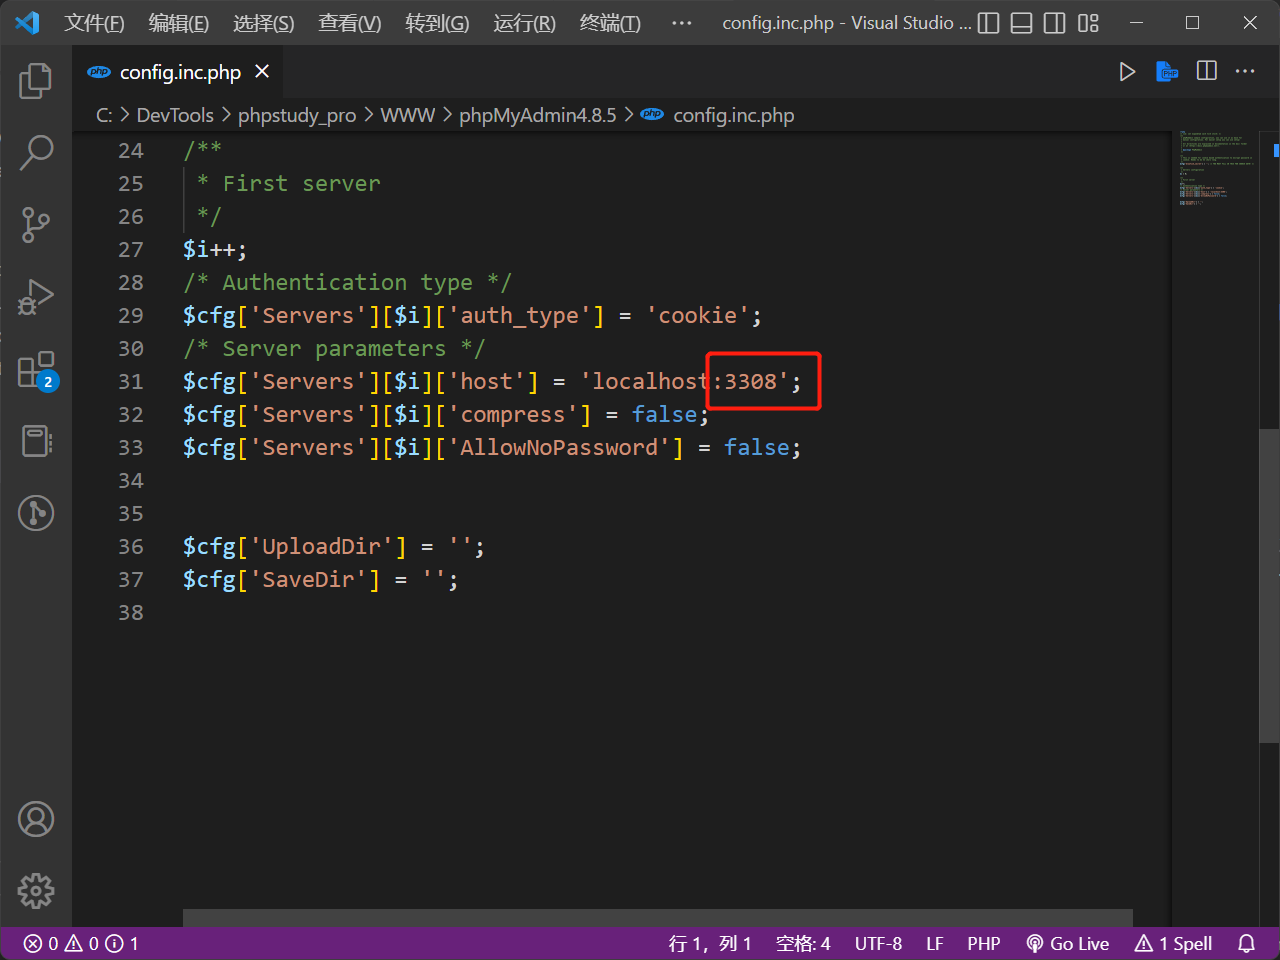 文件(F) 编辑(E) 选择(S) 查看(V) 转到(G) 运行(R) 终端(T) ··· config.inc.php - Visual Studio ...
php config.inc.php
C: > DevTools > phpstudy_pro > WWW > phpMyAdmin4.8.5 > php config.inc.php
24 /**
25 * First server
26 */
27 $i++;
28 /* Authentication type */
29 $cfg['Servers'][$i]['auth_type'] = 'cookie';
30 /* Server parameters */
31 $cfg['Servers'][$i]['host'] = 'localhost:3308';
32 $cfg['Servers'][$i]['compress'] = false;
33 $cfg['Servers'][$i]['AllowNoPassword'] = false;
34
35
36 $cfg['UploadDir'] = '';
37 $cfg['SaveDir'] = '';
38
2
0 0 1 行 1, 列 1 空格: 4 UTF-8 LF PHP Go Live 1 Spell